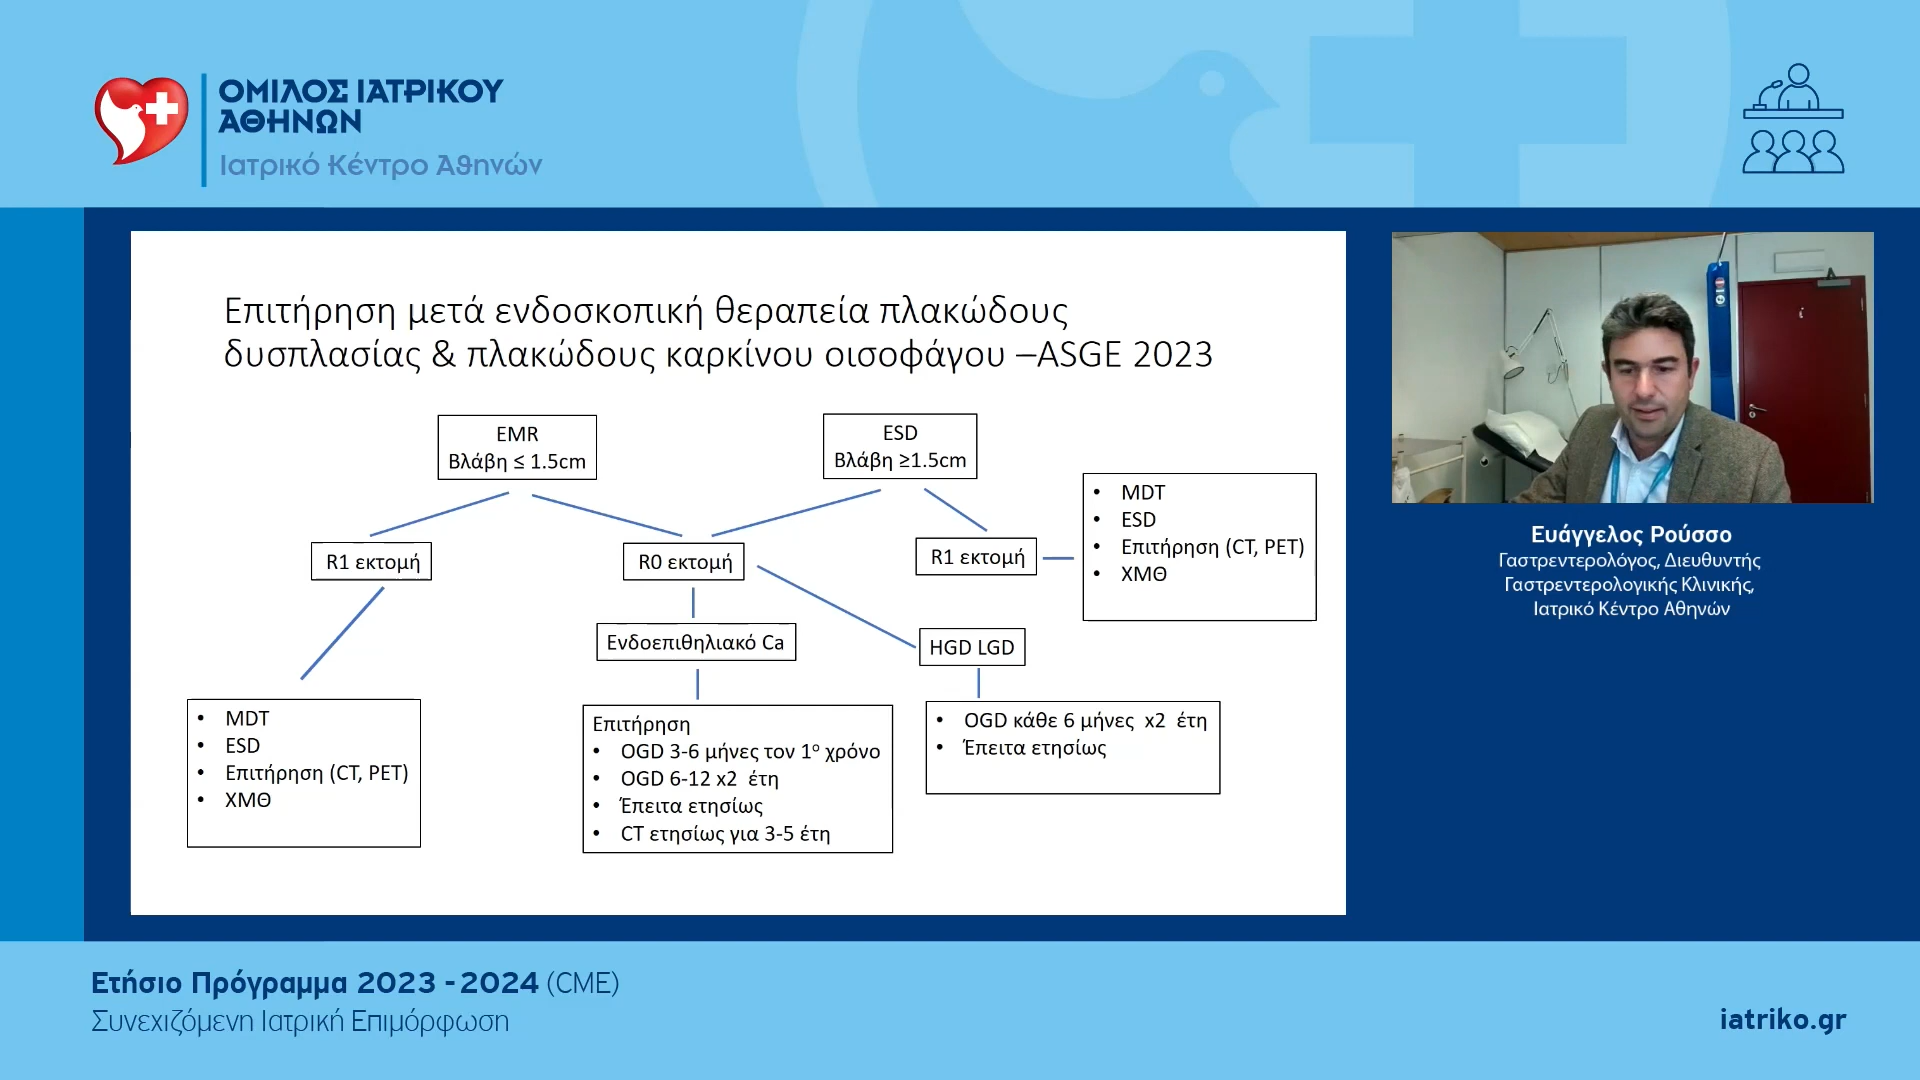 ΟΜΙΛΟΣ ΙΑΤΡΙΚΟΥ
ΑΘΗΝΩΝ
Ιατρικό Κέντρο Αθηνών
Επιτήρηση μετά ενδοσκοπική θεραπεία πλακώδους
δυσπλασίας & πλακώδους καρκίνου οισοφάγου –ASGE 2023
EMR
Βλάβη ≤ 1.5cm
ESD
Βλάβη ≥1.5cm
• MDT
• ESD
• Επιτήρηση (CT, PET)
• ΧΜΘ
R1 εκτομή
R0 εκτομή
R1 εκτομή
Ενδοεπιθηλιακό Ca
HGD LGD
• MDT
• ESD
• Επιτήρηση (CT, PET)
• ΧΜΘ
Επιτήρηση
• OGD 3-6 μήνες τον 1ο χρόνο
• OGD 6-12 x2 έτη
• Έπειτα ετησίως
• CT ετησίως για 3-5 έτη
• OGD κάθε 6 μήνες x2 έτη
• Έπειτα ετησίως
Ευάγγελος Ρούσσο
Γαστρεντερολόγος, Διευθυντής
Γαστρεντερολογικής Κλινικής,
Ιατρικό Κέντρο Αθηνών
Ετήσιο Πρόγραμμα 2023 - 2024 (CME)
Συνεχιζόμενη Ιατρική Επιμόρφωση
iatriko.gr